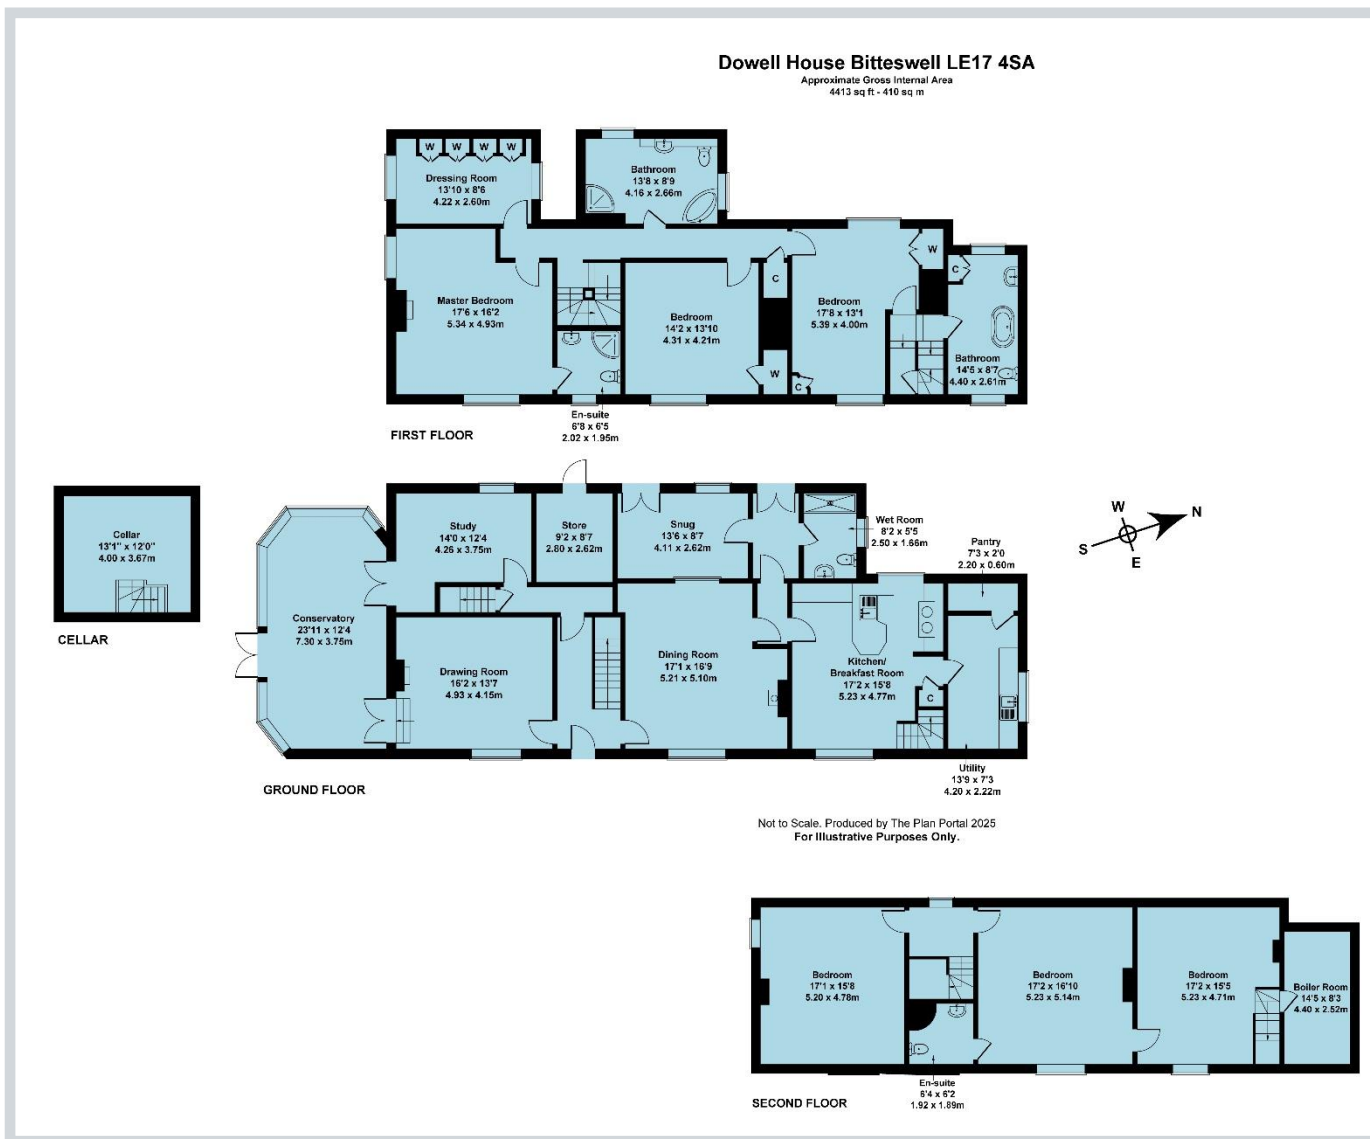 Dowell House Bitteswell LE17 4SA
Approximate Gross Internal Area
4413 sq ft - 410 sq m
W W W W
Dressing Room
13'10 x 8'6
4.22 x 2.60m
Bathroom
13'8 x 8'9
4.16 x 2.66m
Master Bedroom
17'6 x 16'2
5.34 x 4.93m
Bedroom
14'2 x 13'10
4.31 x 4.21m
C
W
Bedroom
17'8 x 13'1
5.39 x 4.00m
W
C
C
Bathroom
14'5 x 8'7
4.40 x 2.61m
En-suite
6'8 x 6'5
2.02 x 1.95m
FIRST FLOOR
Cellar
13'1" x 12'0"
4.00 x 3.67m
CELLAR
Conservatory
23'11 x 12'4
7.30 x 3.75m
Study
14'0 x 12'4
4.26 x 3.75m
Store
9'2 x 8'7
2.80 x 2.62m
Snug
13'6 x 8'7
4.11 x 2.62m
Wet Room
8'2 x 5'5
2.50 x 1.66m
Pantry
7'3 x 2'0
2.20 x 0.60m
Drawing Room
16'2 x 13'7
4.93 x 4.15m
Dining Room
17'1 x 16'9
5.21 x 5.10m
Kitchen/
Breakfast Room
17'2 x 15'8
5.23 x 4.77m
C
Utility
13'9 x 7'3
4.20 x 2.22m
GROUND FLOOR
W
N
S
E
Not to Scale. Produced by The Plan Portal 2025
For Illustrative Purposes Only.
Bedroom
17'1 x 15'8
5.20 x 4.78m
Bedroom
17'2 x 16'10
5.23 x 5.14m
Bedroom
17'2 x 15'5
5.23 x 4.71m
Boiler Room
14'5 x 8'3
4.40 x 2.52m
En-suite
6'4 x 6'2
1.92 x 1.89m
SECOND FLOOR